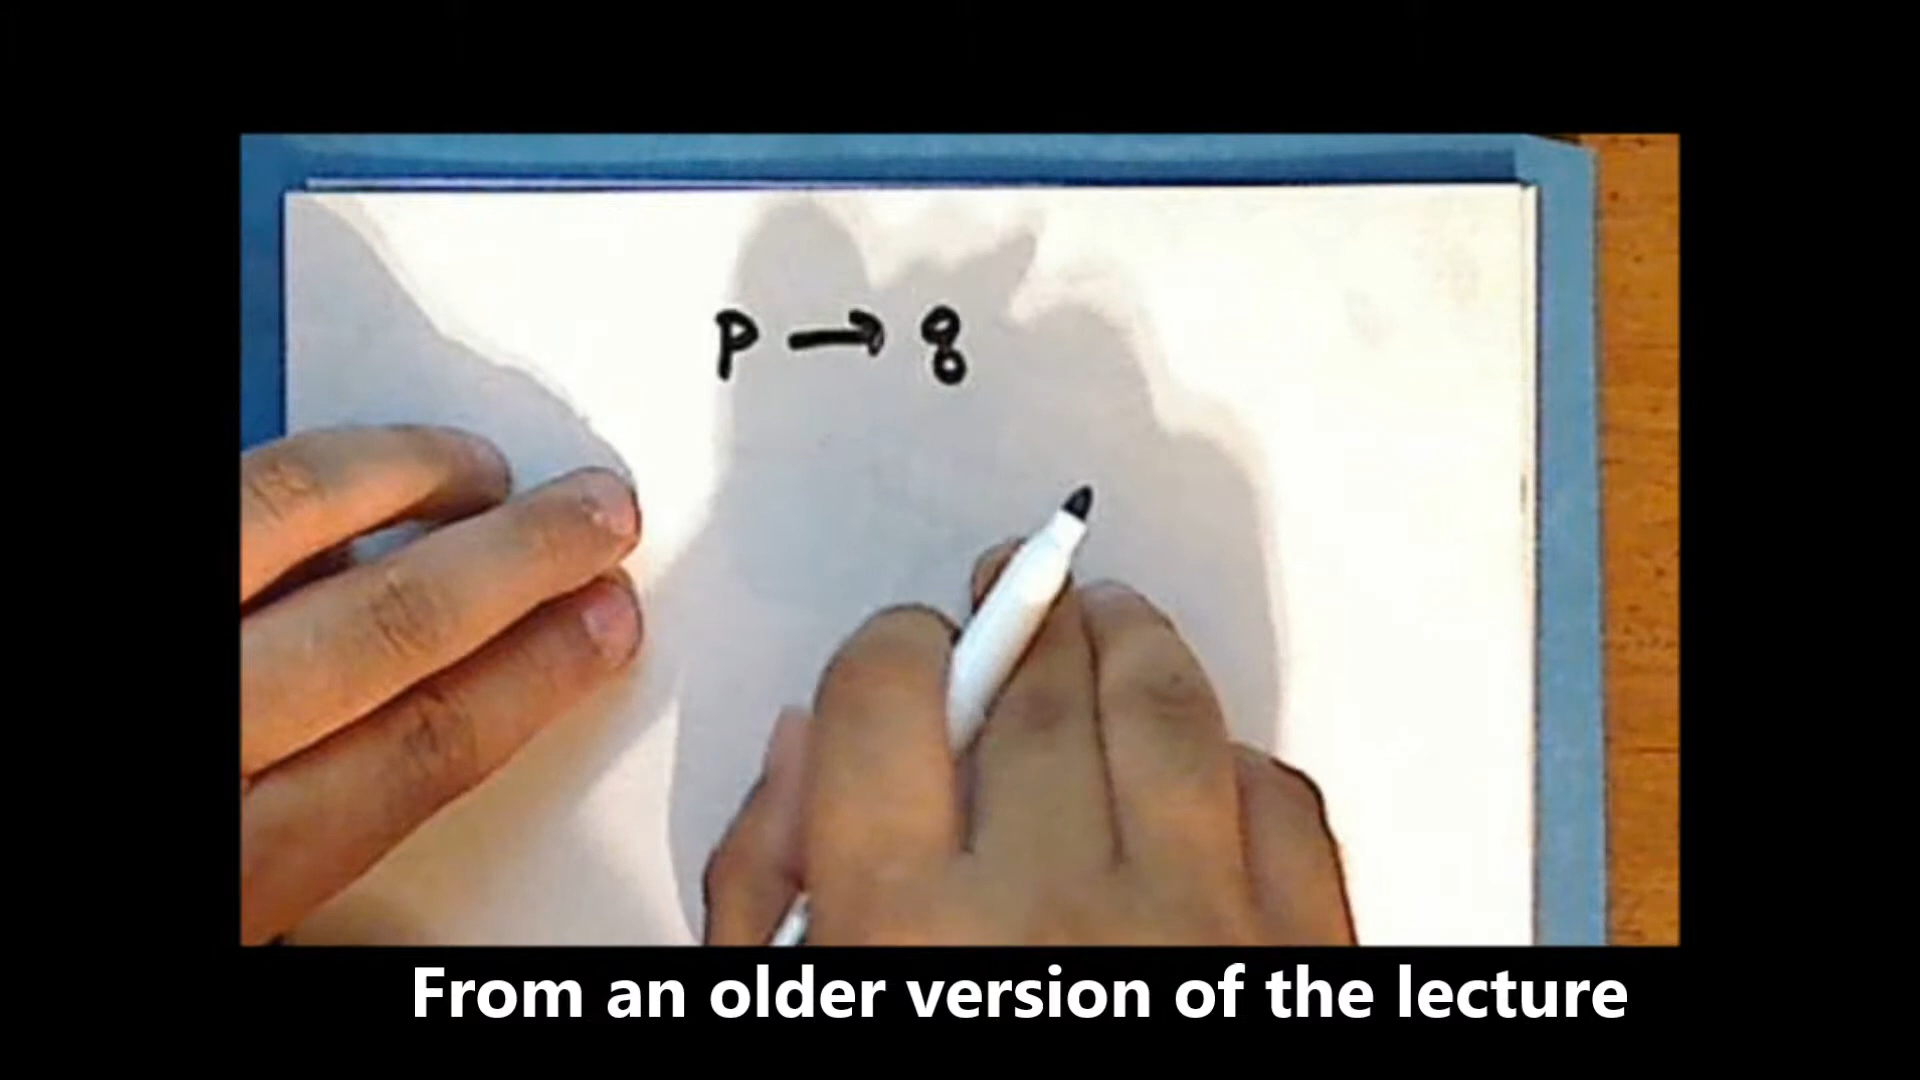 p → q
From an older version of the lecture